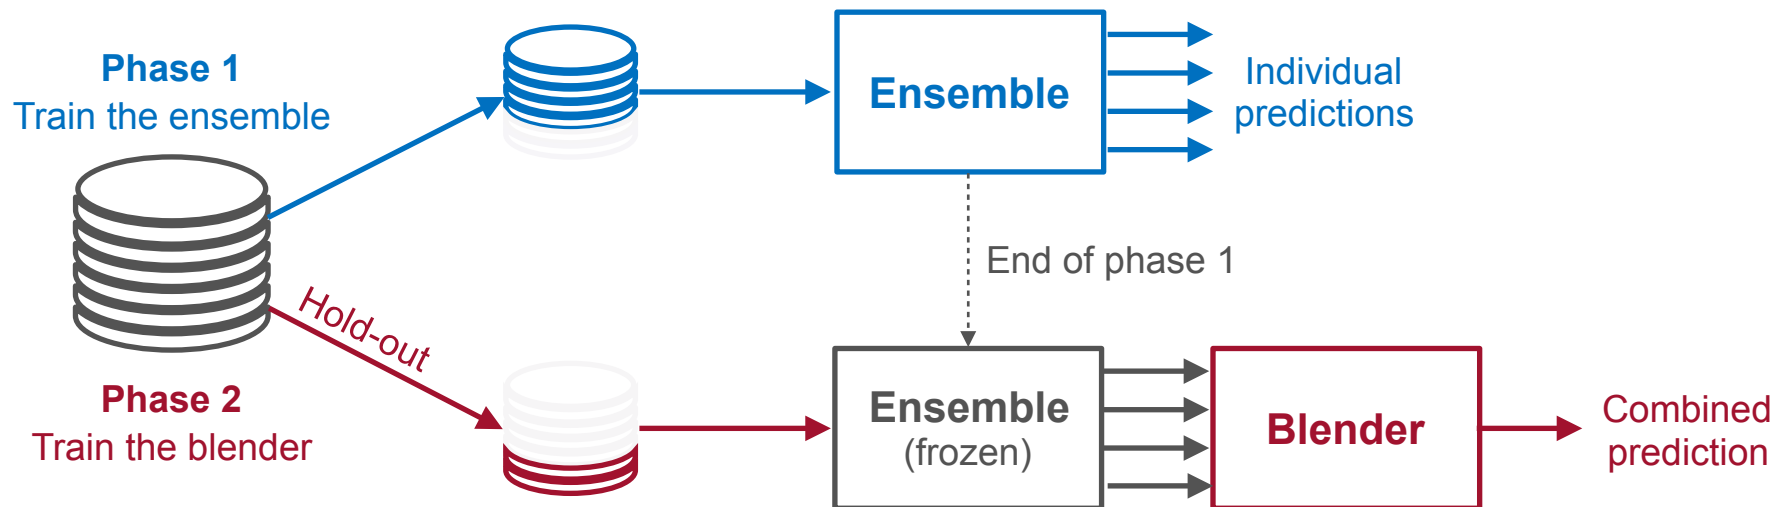 Phase 1
Train the ensemble
Ensemble
Individual
predictions
End of phase 1
Hold-out
Phase 2
Train the blender
Ensemble
(frozen)
Blender
Combined
prediction